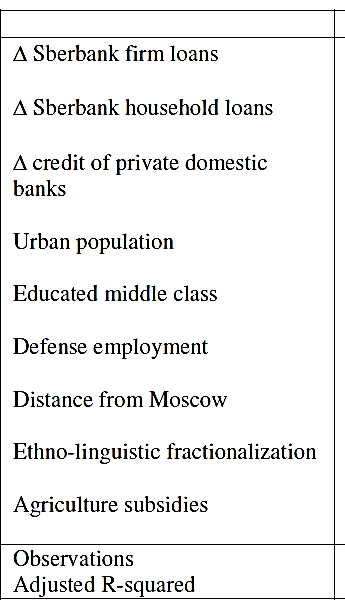 Δ Sberbank firm loans
Δ Sberbank household loans
Δ credit of private domestic
banks
Urban population
Educated middle class
Defense employment
Distance from Moscow
Ethno-linguistic fractionalization
Agriculture subsidies
Observations
Adjusted R-squared